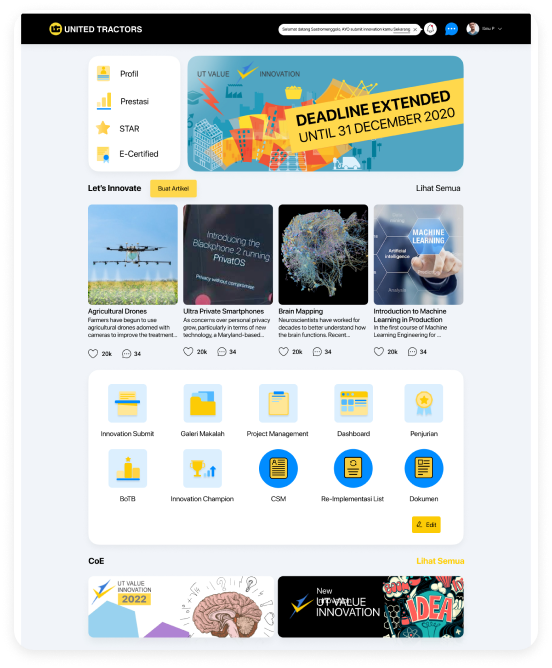 UNITED TRACTORS
Selamat datang Sastromenggolo, AYO submit innovation kamu Sekarang
Profil
Prestasi
STAR
E-Certified
UT VALUE
INNOVATION
DEADLINE EXTENDED
UNTIL 31 DECEMBER 2020
Let's Innovate
Buat Artikel
Lihat Semua
Introducing the
Blackphone 2 running
PrivatOS
Privacy without compromise
MACHINE
LEARNING
Artificial
intelligence
Agricultural Drones
Farmers have began to use
agricultural drones adorned with
cameras to improve the treatment...
20k
34
Ultra Private Smartphones
As concerns over personal privacy
grow, particularly in terms of new
technology, a Maryland-based...
20k
34
Brain Mapping
Neuroscientists have worked for
decades to better understand how
the brain functions. Recent...
20k
34
Introduction to Machine
Learning in Production
In the first course of Machine
Learning Engineering for ...
20k
34
Innovation Submit
Galeri Makalah
Project Management
Dashboard
Penjurian
BoTB
Innovation Champion
CSM
Re-Implementasi List
Dokumen
Edit
CoE
Lihat Semua
UT VALUE
INNOVATION
2022
New
UT VALUE
INNOVATION
IDEA